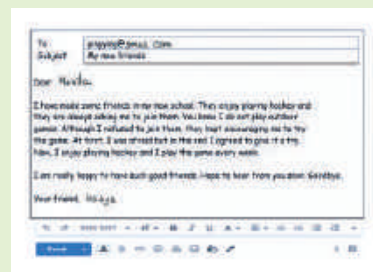 To
Subject My new friends
Dear
I have made some friends in my new school. They enjoy playing hockey and
they are always asking me to join them. You know I do not play outdoor
games. Although I refused to join them, they kept encouraging me to try
the game. At first, I was afraid but in the end I agreed to give it a try.
Now, I enjoy playing hockey and I play the game every week.
I am really happy to have such good friends. Hope to hear from you soon. Goodbye.
Your friend,